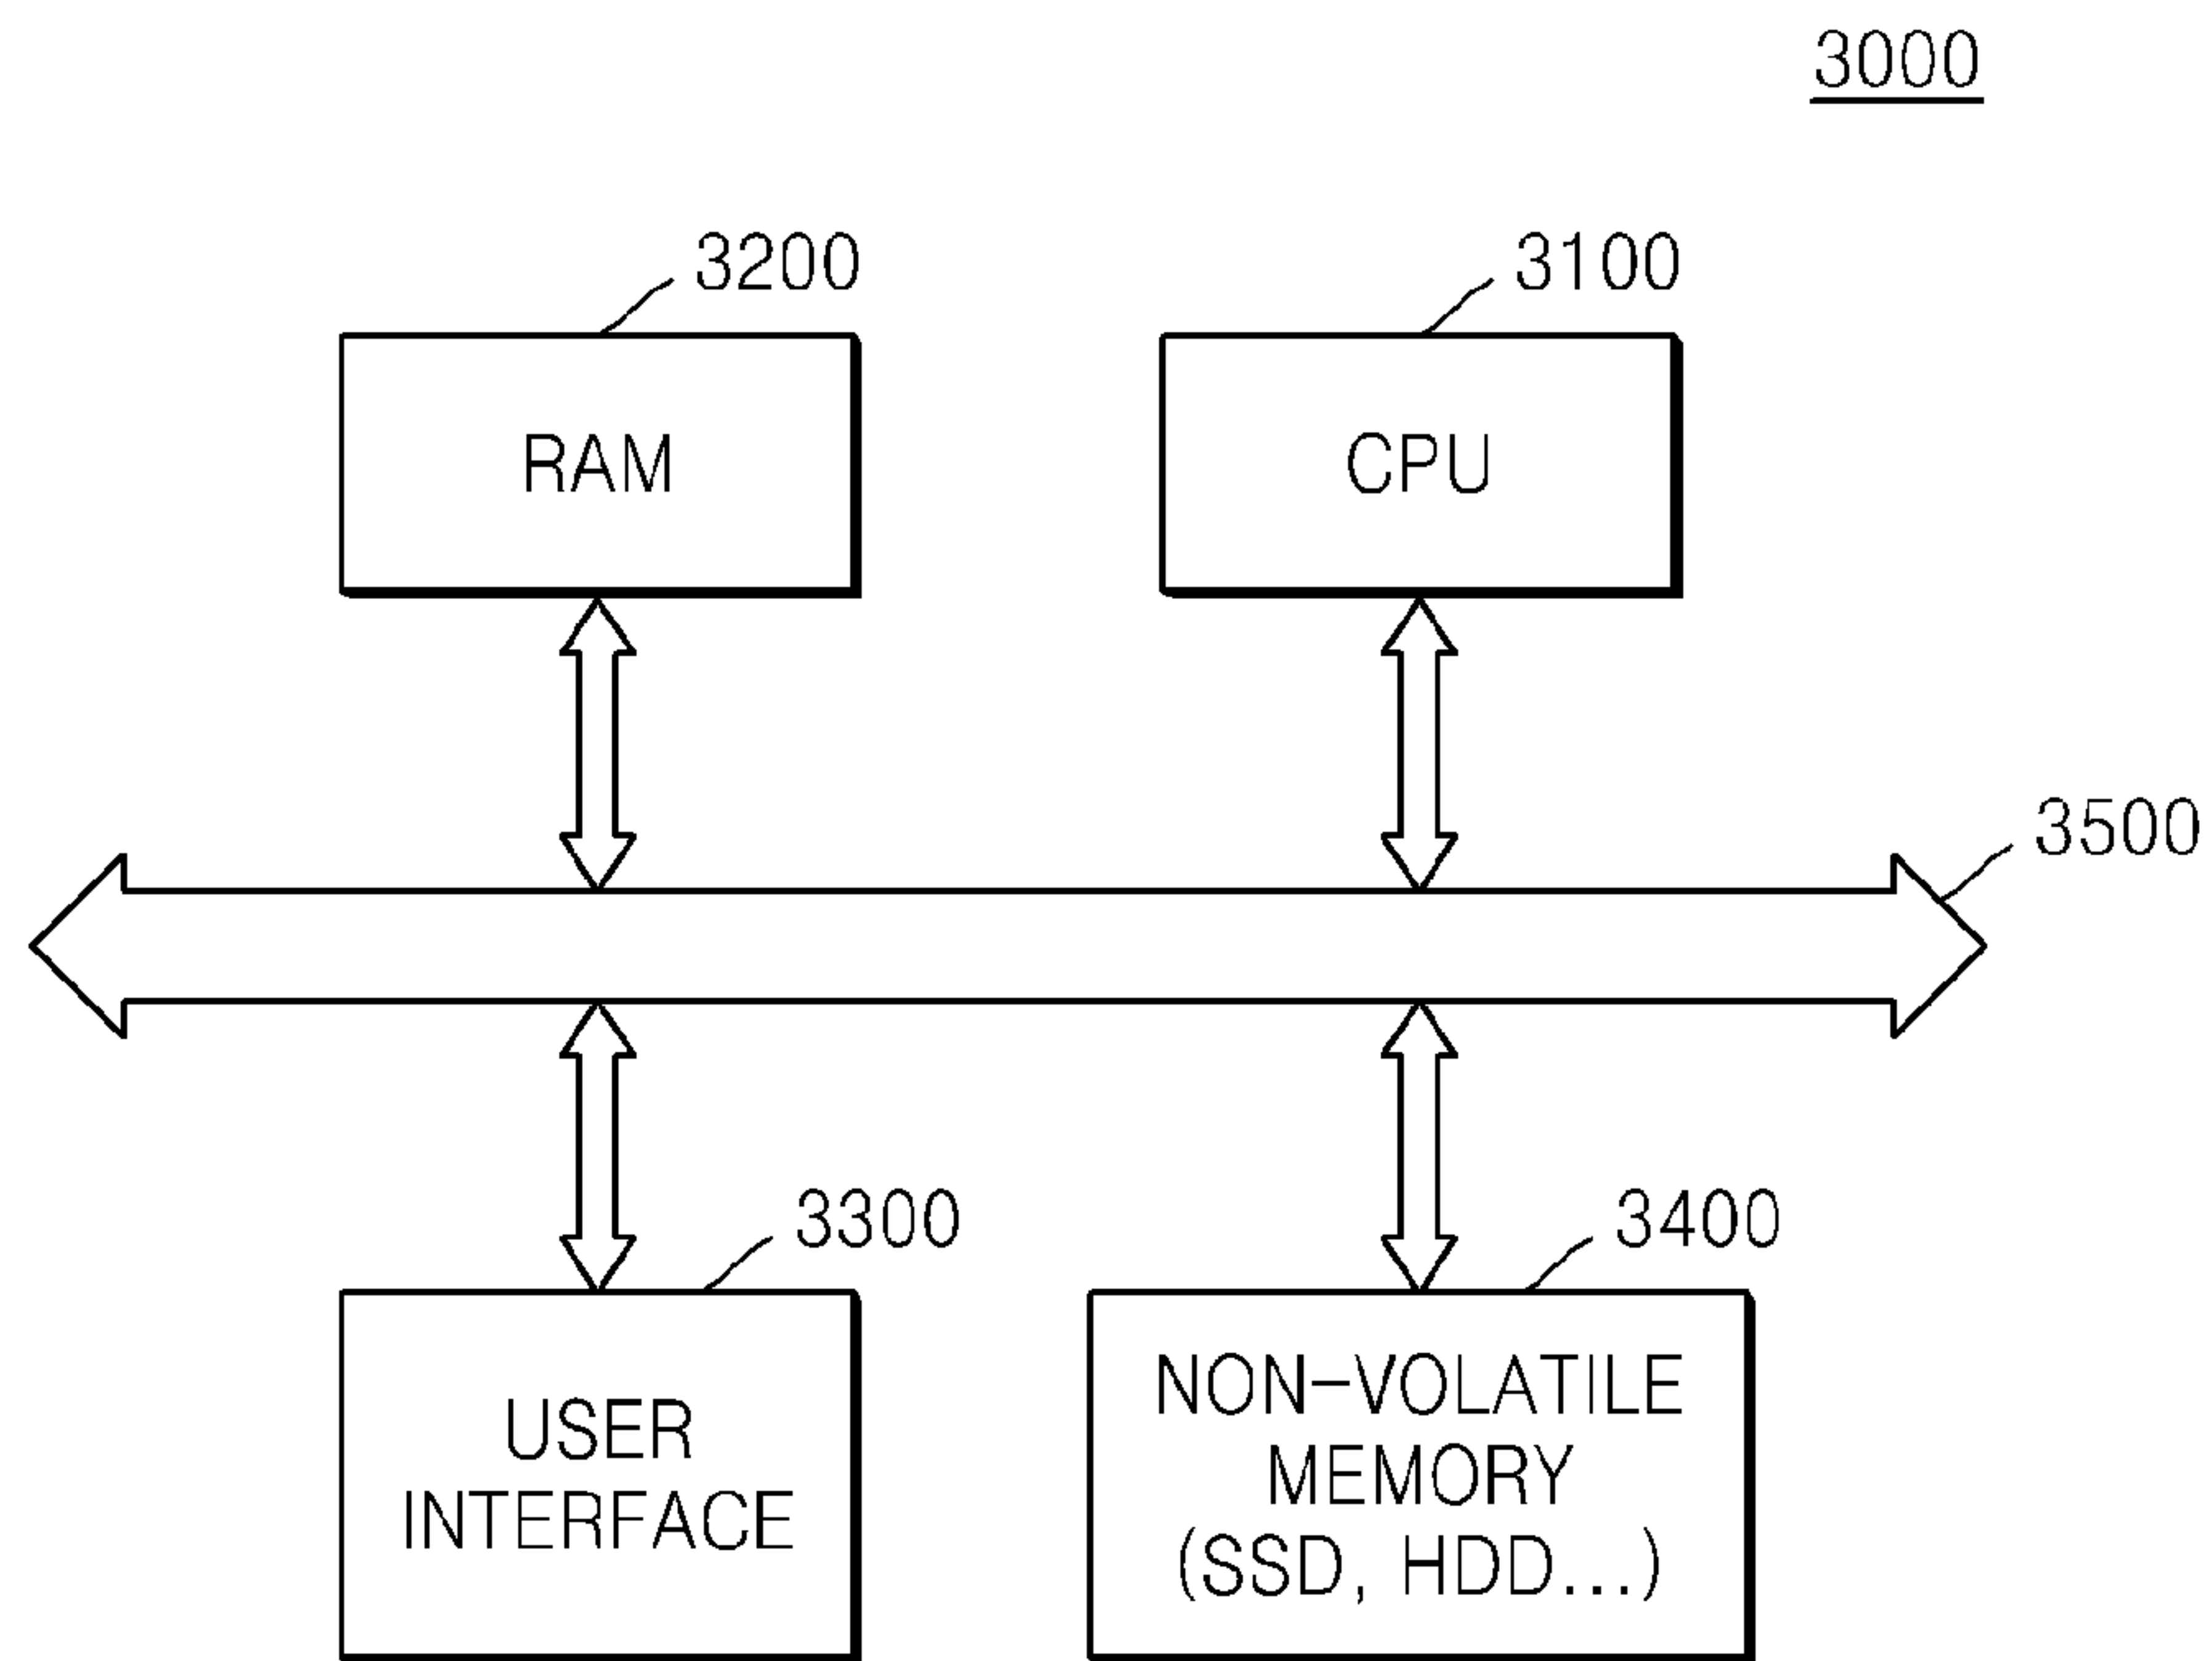 3000
3200
3100
RAM
CPU
3500
3300
3400
USER
INTERFACE
NON-VOLATILE
MEMORY
(SSD, HDD...)